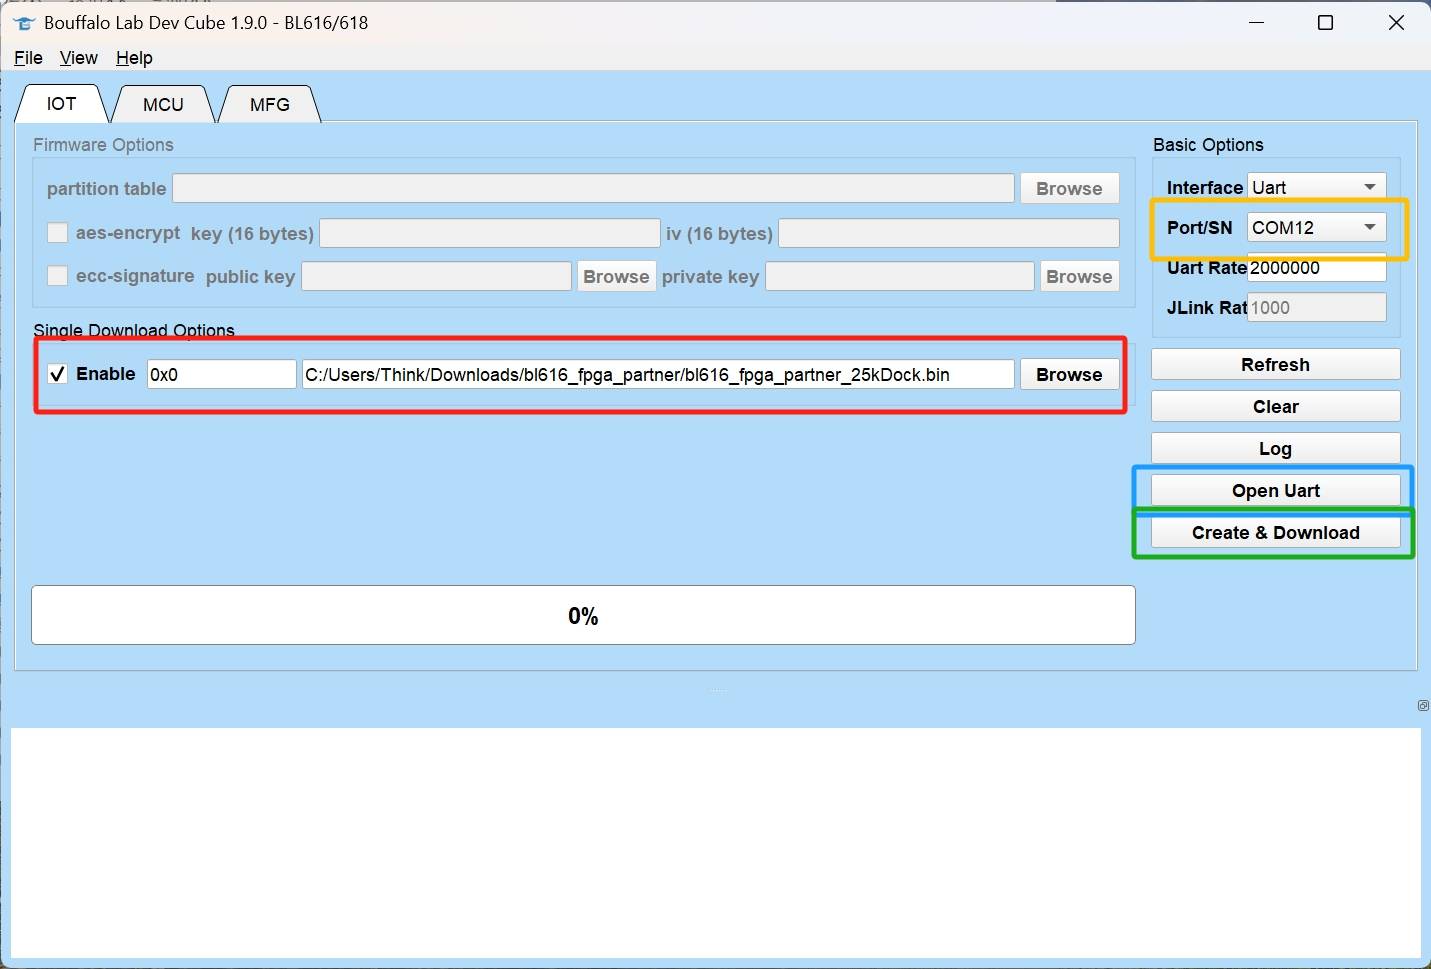 Bouffalo Lab Dev Cube 1.9.0 - BL616/618
File View Help
IOT MCU MFG
Firmware Options
partition table Browse
aes-encrypt key (16 bytes) iv (16 bytes)
ecc-signature public key Browse private key Browse
Single Download Options
Enable 0x0 C:/Users/Think/Downloads/bl616_fpga_partner/bl616_fpga_partner_25kDock.bin Browse
0%
Basic Options
Interface Uart
Port/SN COM12
Uart Rate 2000000
JLink Rat 1000
Refresh
Clear
Log
Open Uart
Create & Download